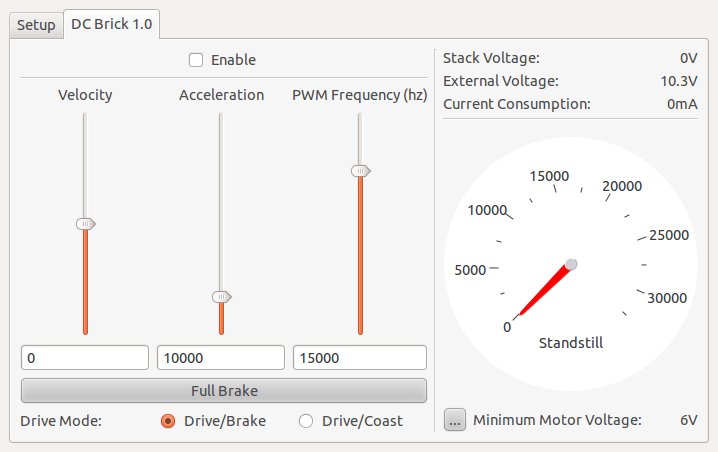 Setup
DC Brick 1.0
Enable
Velocity
Acceleration
PWM Frequency (hz)
0
10000
15000
Full Brake
Drive Mode:
Drive/Brake
Drive/Coast
Stack Voltage: 0V
External Voltage: 10.3V
Current Consumption: 0mA
0
5000
10000
15000
20000
25000
30000
Standstill
... Minimum Motor Voltage: 6V